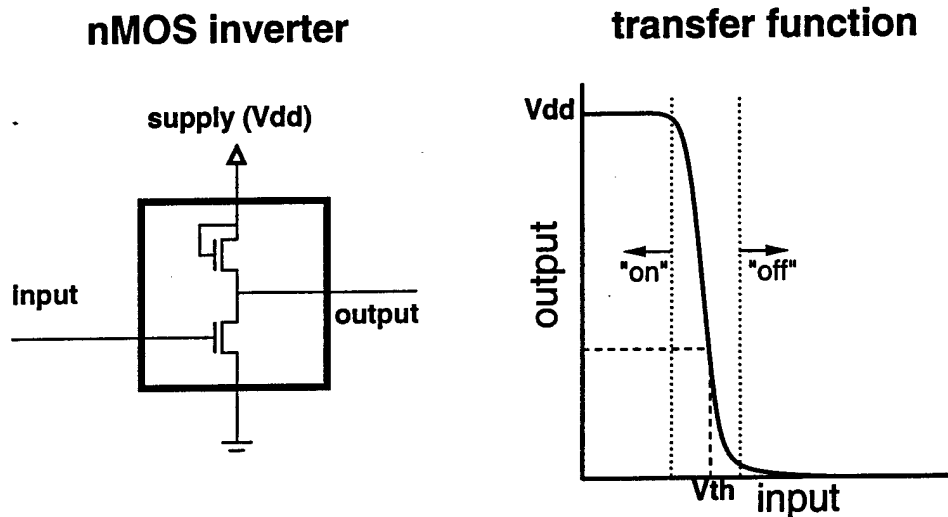 nMOS inverter
supply (Vdd)
input
output
transfer function
Vdd
output
"on"
"off"
Vth
input